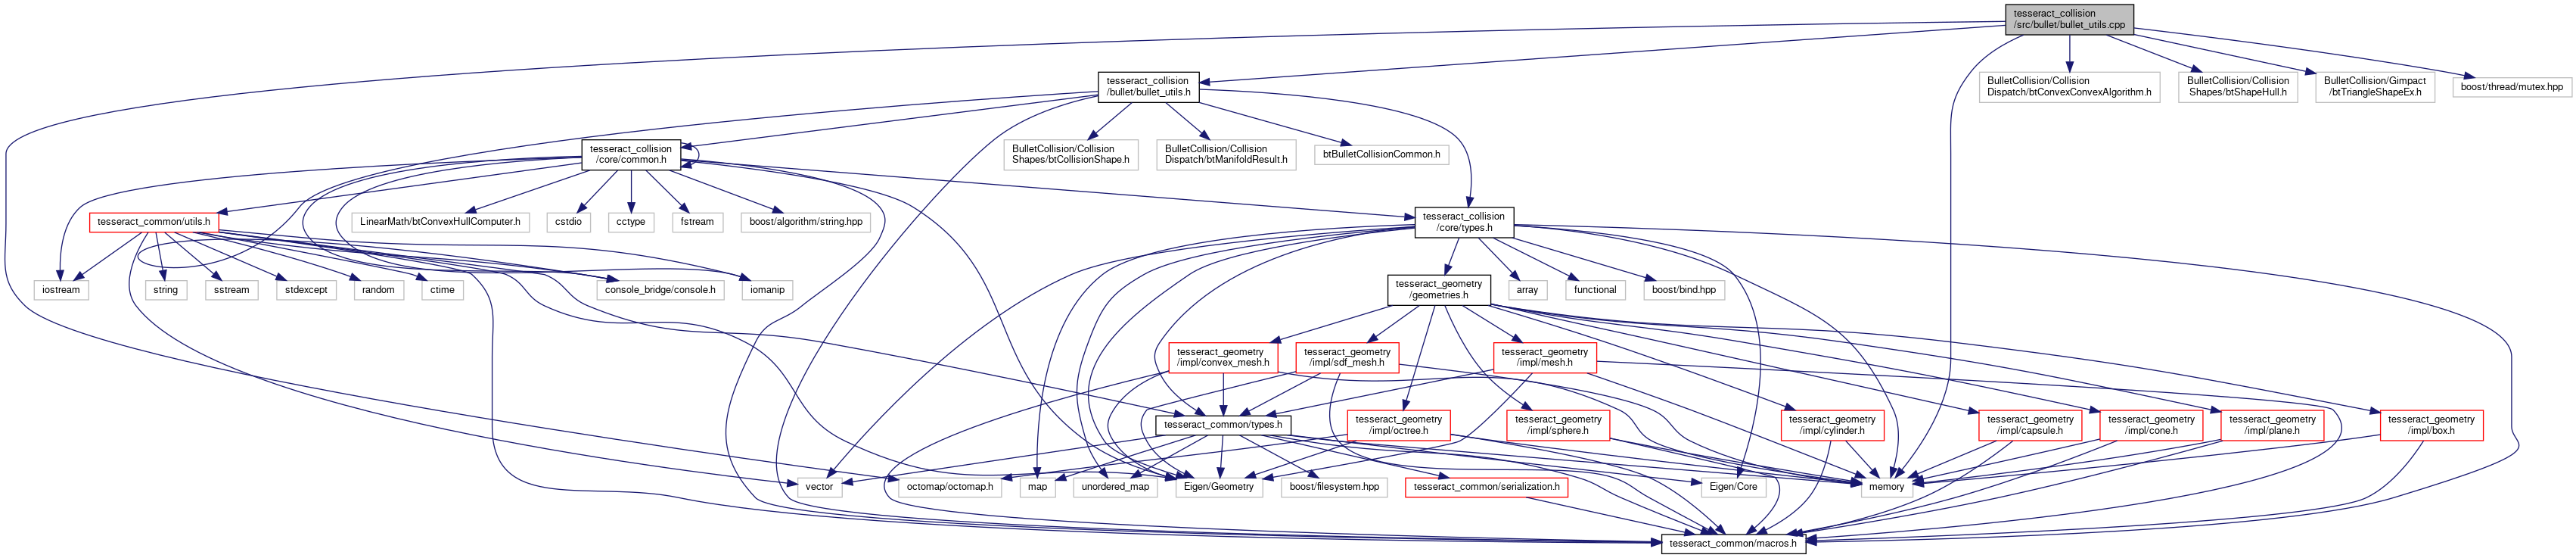 tesseract_collision
/src/bullet/bullet_utils.cpp
tesseract_collision
/bullet/bullet_utils.h
BulletCollision/Collision
Dispatch/btConvexConvexAlgorithm.h
BulletCollision/Collision
Shapes/btShapeHull.h
BulletCollision/Gimpact
/btTriangleShapeEx.h
boost/thread/mutex.hpp
tesseract_collision
/core/common.h
BulletCollision/Collision
Shapes/btCollisionShape.h
BulletCollision/Collision
Dispatch/btManifoldResult.h
btBulletCollisionCommon.h
tesseract_common/utils.h
LinearMath/btConvexHullComputer.h
cstdio
cctype
fstream
boost/algorithm/string.hpp
tesseract_collision
/core/types.h
iostream
string
sstream
stdexcept
random
ctime
console_bridge/console.h
iomanip
tesseract_geometry
/geometries.h
array
functional
boost/bind.hpp
tesseract_geometry
/impl/convex_mesh.h
tesseract_geometry
/impl/sdf_mesh.h
tesseract_geometry
/impl/mesh.h
tesseract_common/types.h
tesseract_geometry
/impl/octree.h
tesseract_geometry
/impl/sphere.h
tesseract_geometry
/impl/cylinder.h
tesseract_geometry
/impl/capsule.h
tesseract_geometry
/impl/cone.h
tesseract_geometry
/impl/plane.h
tesseract_geometry
/impl/box.h
vector
octomap/octomap.h
map
unordered_map
Eigen/Geometry
boost/filesystem.hpp
tesseract_common/serialization.h
Eigen/Core
memory
tesseract_common/macros.h